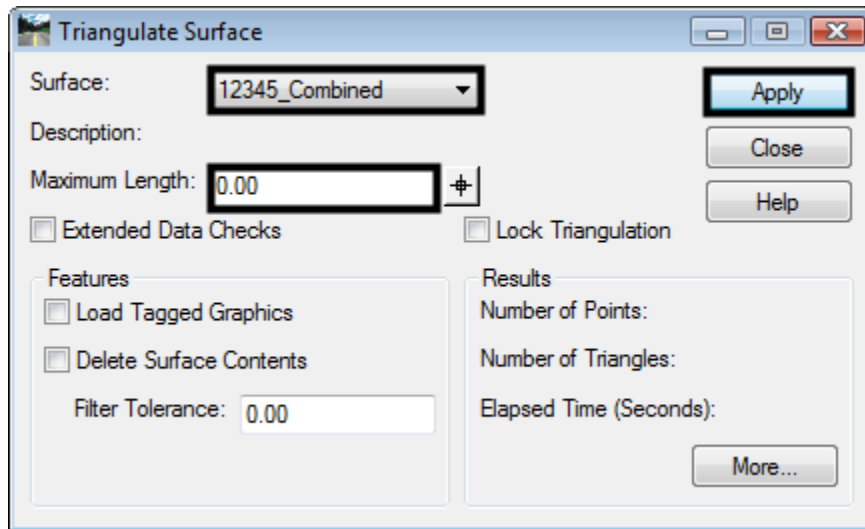 Triangulate Surface
Surface: 12345_Combined
Apply
Description:
Close
Maximum Length: 0.00
Help
Extended Data Checks
Lock Triangulation
Features
Load Tagged Graphics
Delete Surface Contents
Filter Tolerance: 0.00
Results
Number of Points:
Number of Triangles:
Elapsed Time (Seconds):
More...